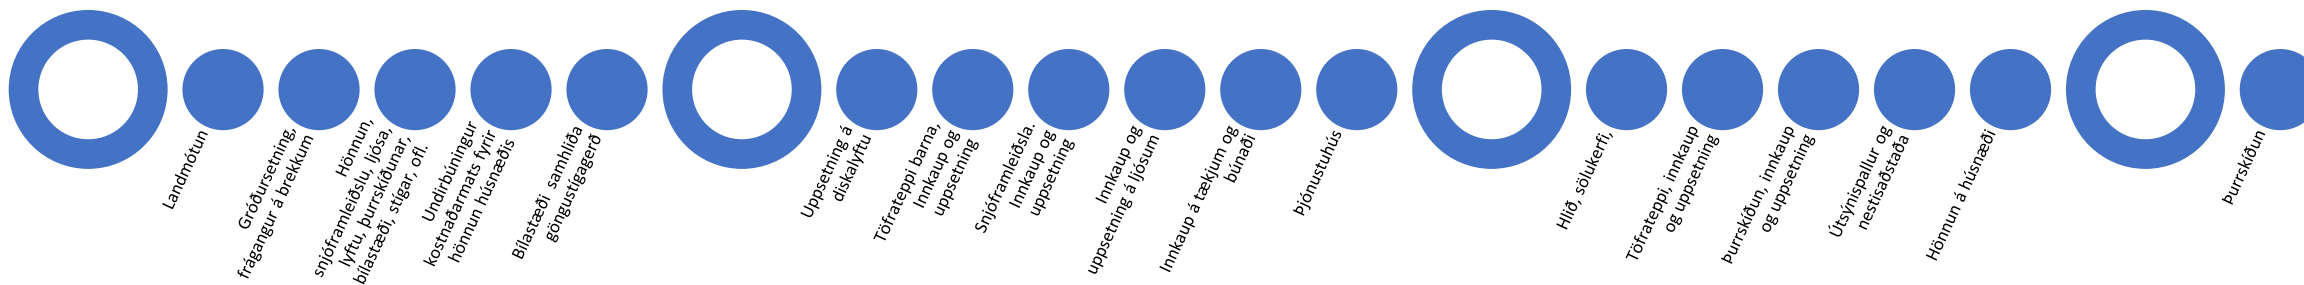 Landmótun
Gróðursetning,
frágangur á brekkum
Hönnun,
snjóframleiðslu, ljósa,
lyftu, þurrskíðunar,
bílastæði, stígar, ofl.
Undirbúningur
kostnaðarmats fyrir
hönnun húsnæðis
Bílastæði samhliða
göngustígagerð
Uppsetning á
diskalyftu
Töfrateppi barna,
Innkaup og
uppsetning
Snjóframleiðsla.
Innkaup og
uppsetning
Innkaup og
uppsetning á ljósum
Innkaup á tækjum og
búnaði
Þjónustuhús
Hlið, sölukerfi,
Töfrateppi, innkaup
og uppsetning
Þurrskíðun, innkaup
og uppsetning
Útsýnispallur og
nestisaðstaða
Hönnun á húsnæði
Þurrskíðun